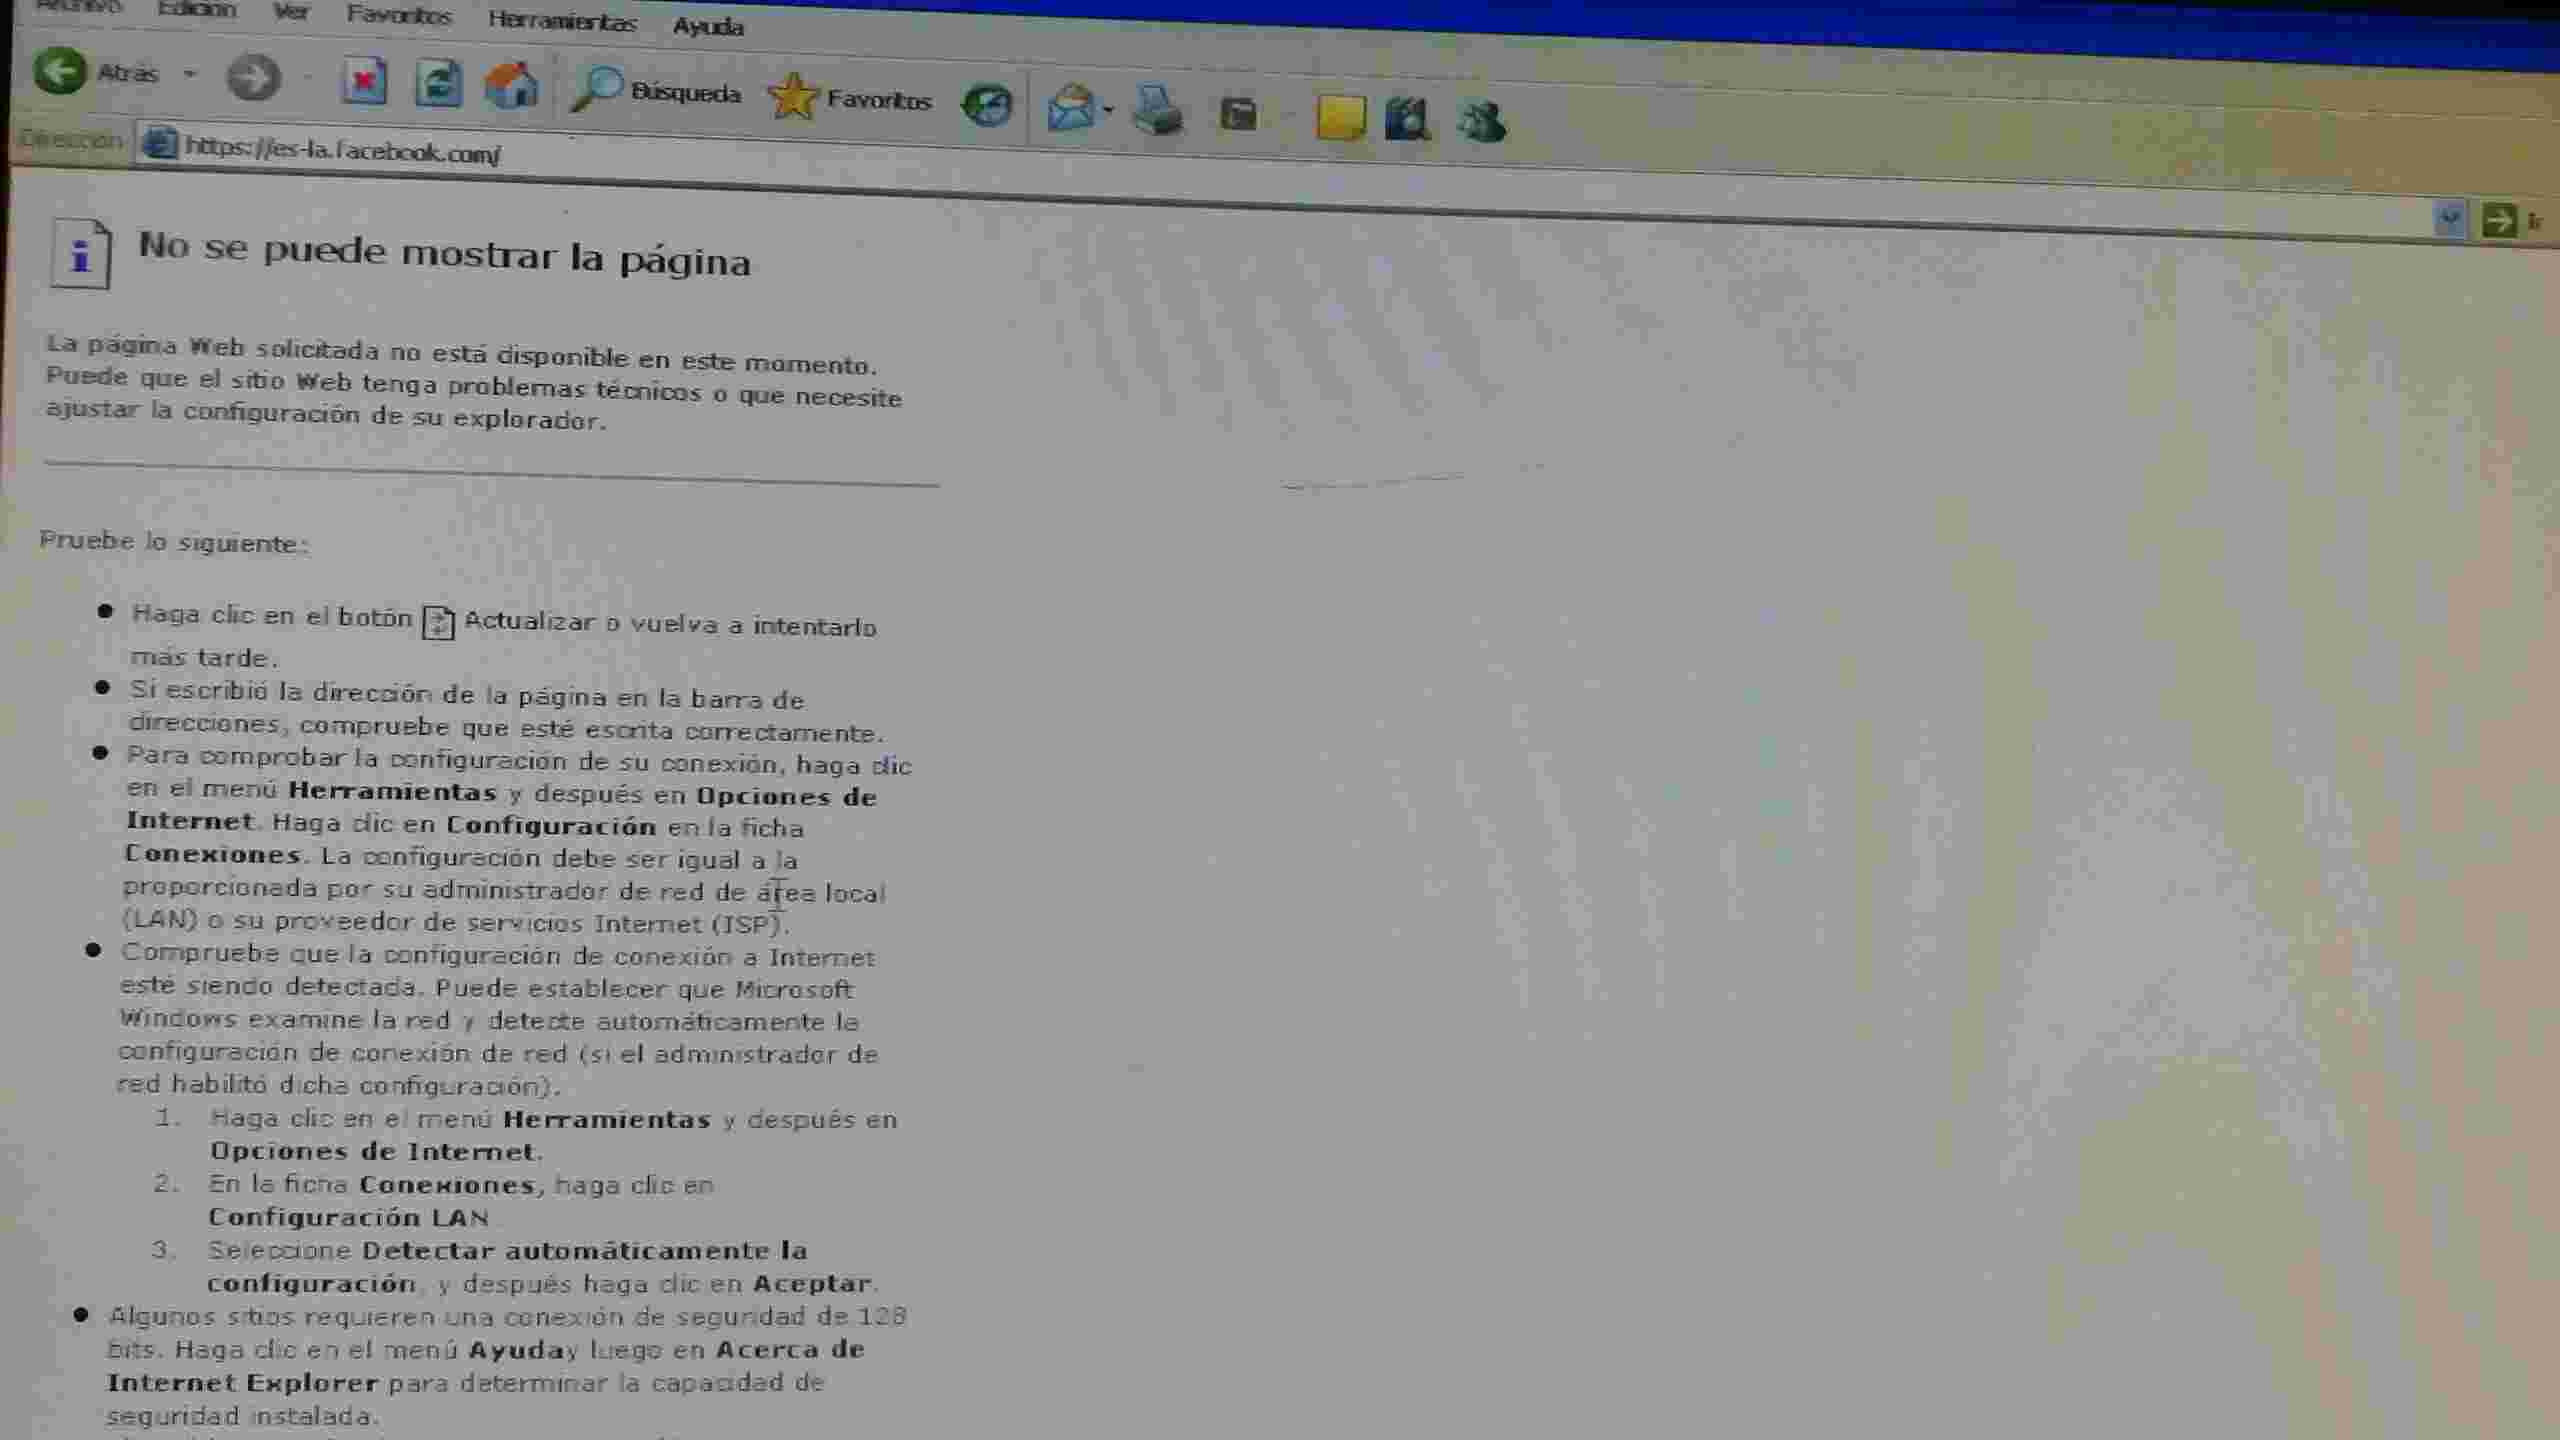 Archivo Edición Ver Favoritos Herramientas Ayuda
Atrás Búsqueda Favoritos
Dirección https://es-la.facebook.com/ Ir
No se puede mostrar la página
La página Web solicitada no está disponible en este momento.
Puede que el sitio Web tenga problemas técnicos o que necesite
ajustar la configuración de su explorador.
Pruebe lo siguiente:
● Haga clic en el botón Actualizar o vuelva a intentarlo
más tarde.
● Si escribió la dirección de la página en la barra de
direcciones, compruebe que esté escrita correctamente.
● Para comprobar la configuración de su conexión, haga clic
en el menú Herramientas y después en Opciones de
Internet. Haga clic en Configuración en la ficha
Conexiones. La configuración debe ser igual a la
proporcionada por su administrador de red de área local
(LAN) o su proveedor de servicios Internet (ISP).
● Compruebe que la configuración de conexión a Internet
esté siendo detectada. Puede establecer que Microsoft
Windows examine la red y detecte automáticamente la
configuración de conexión de red (si el administrador de
red habilitó dicha configuración).
1. Haga clic en el menú Herramientas y después en
Opciones de Internet.
2. En la ficha Conexiones, haga clic en
Configuración LAN
3. Seleccione Detectar automáticamente la
configuración, y después haga clic en Aceptar.
● Algunos sitios requieren una conexión de seguridad de 128
bits. Haga clic en el menú Ayuday luego en Acerca de
Internet Explorer para determinar la capacidad de
seguridad instalada.